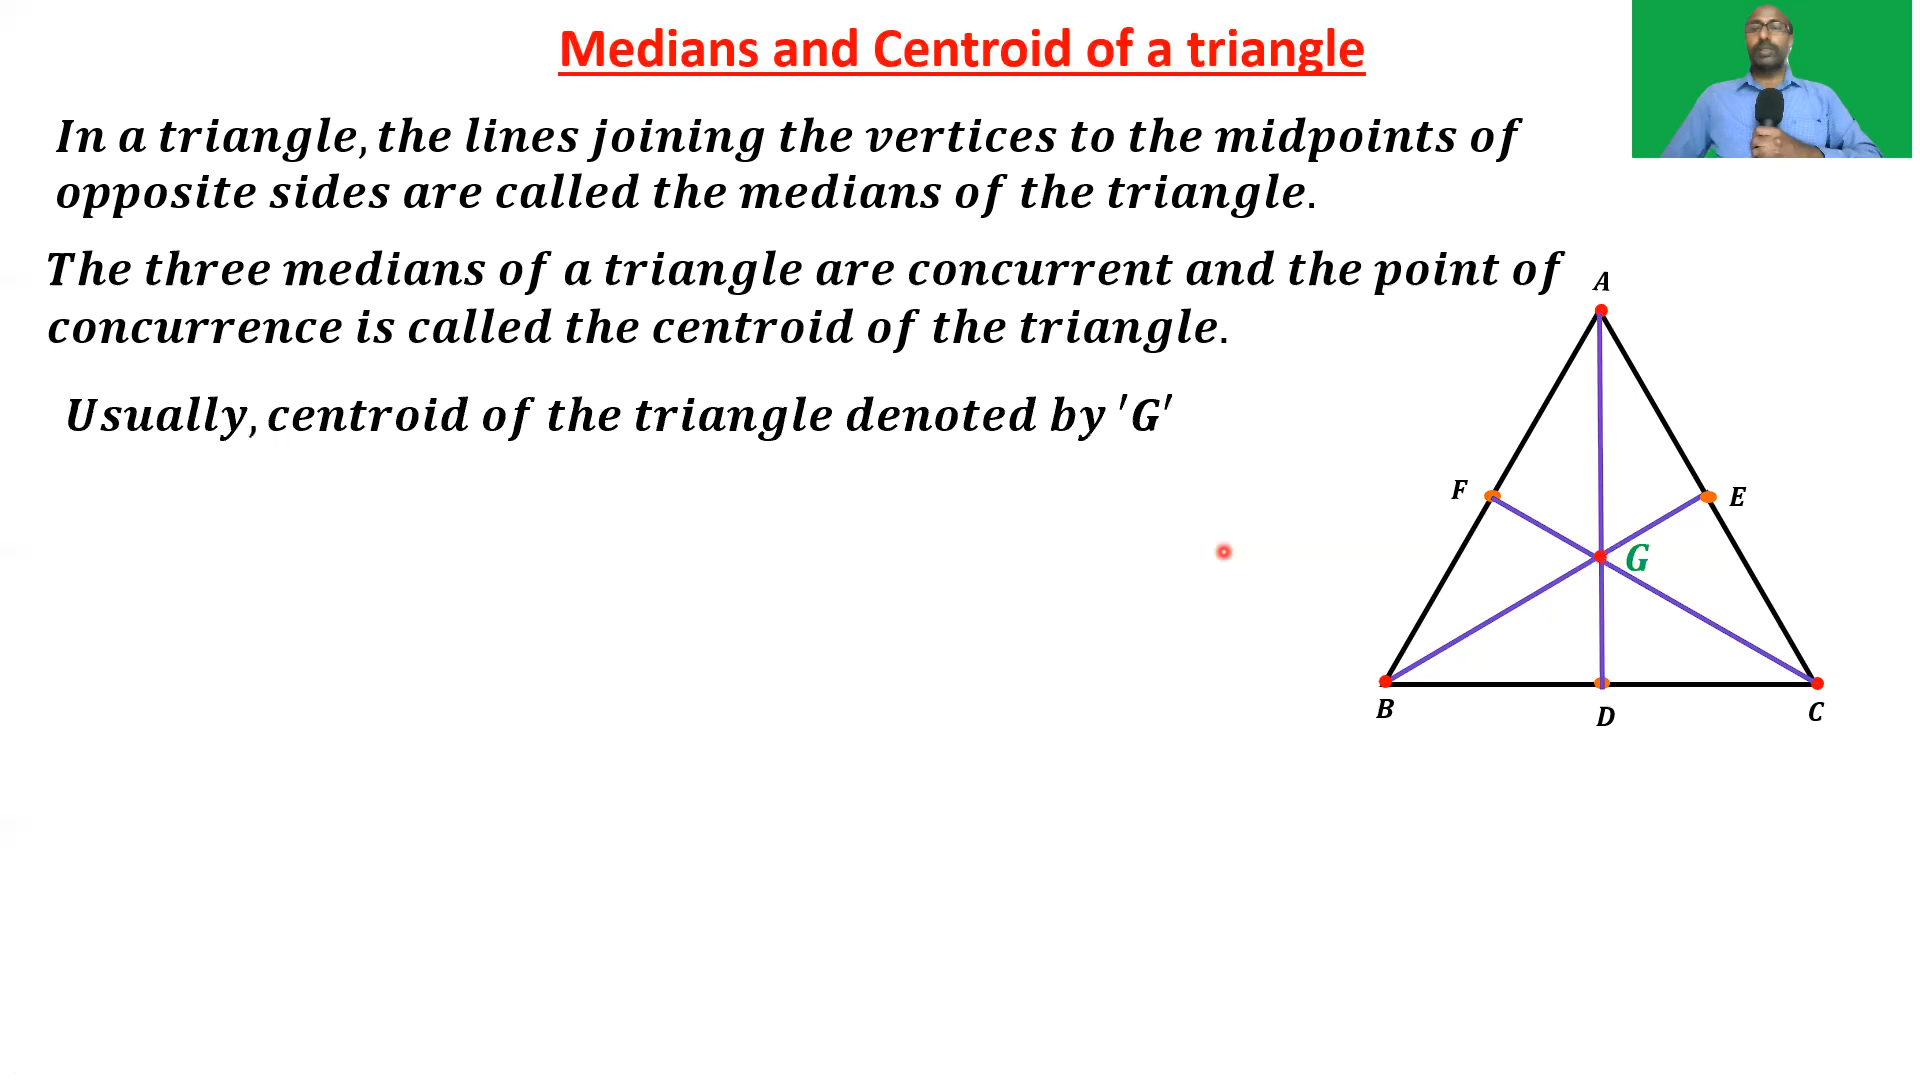 Medians and Centroid of a triangle
In a triangle, the lines joining the vertices to the midpoints of
opposite sides are called the medians of the triangle.
The three medians of a triangle are concurrent and the point of
concurrence is called the centroid of the triangle.
Usually, centroid of the triangle denoted by 'G'
A
F
E
G
B
D
C